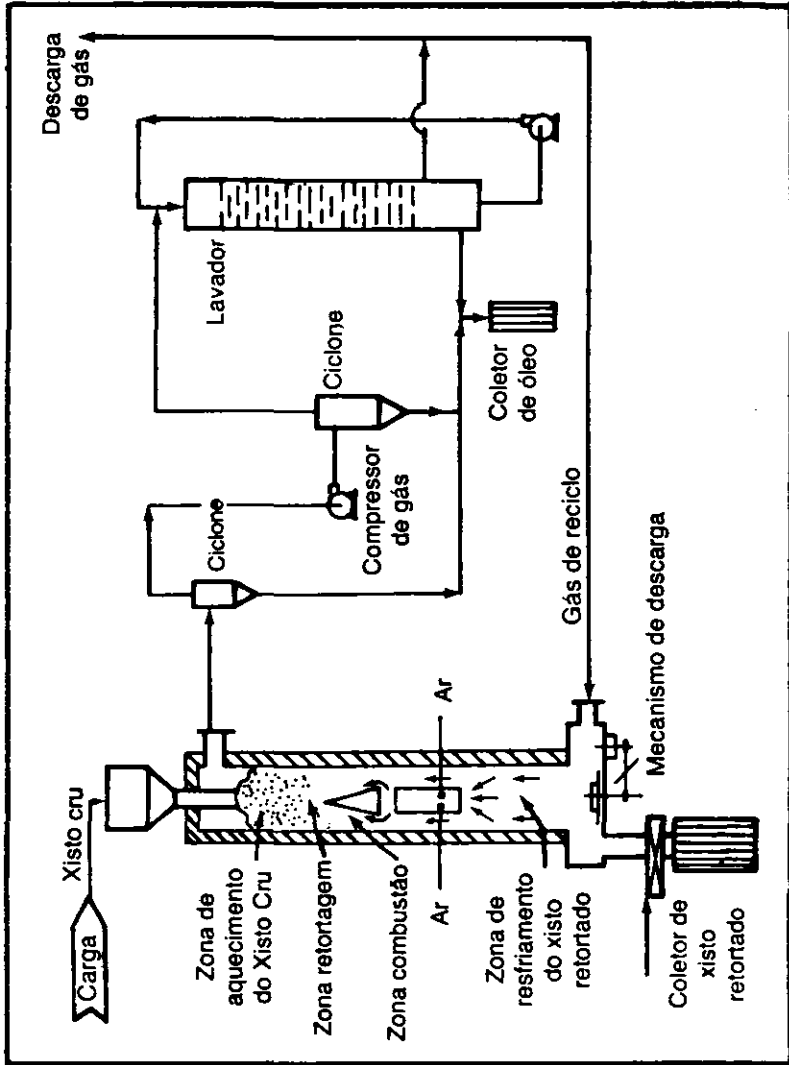 Carga
Xisto cru
Zona de
aquecimento
do Xisto Cru
Zona retortagem
Zona combustão
Ar
Ar
Zona de
resfriamento
do xisto
retortado
Coletor de
xisto
retortado
Mecanismo de descarga
Gás de reciclo
Ciclone
Compressor
de gás
Ciclone
Lavador
Coletor
de óleo
Descarga
de gás